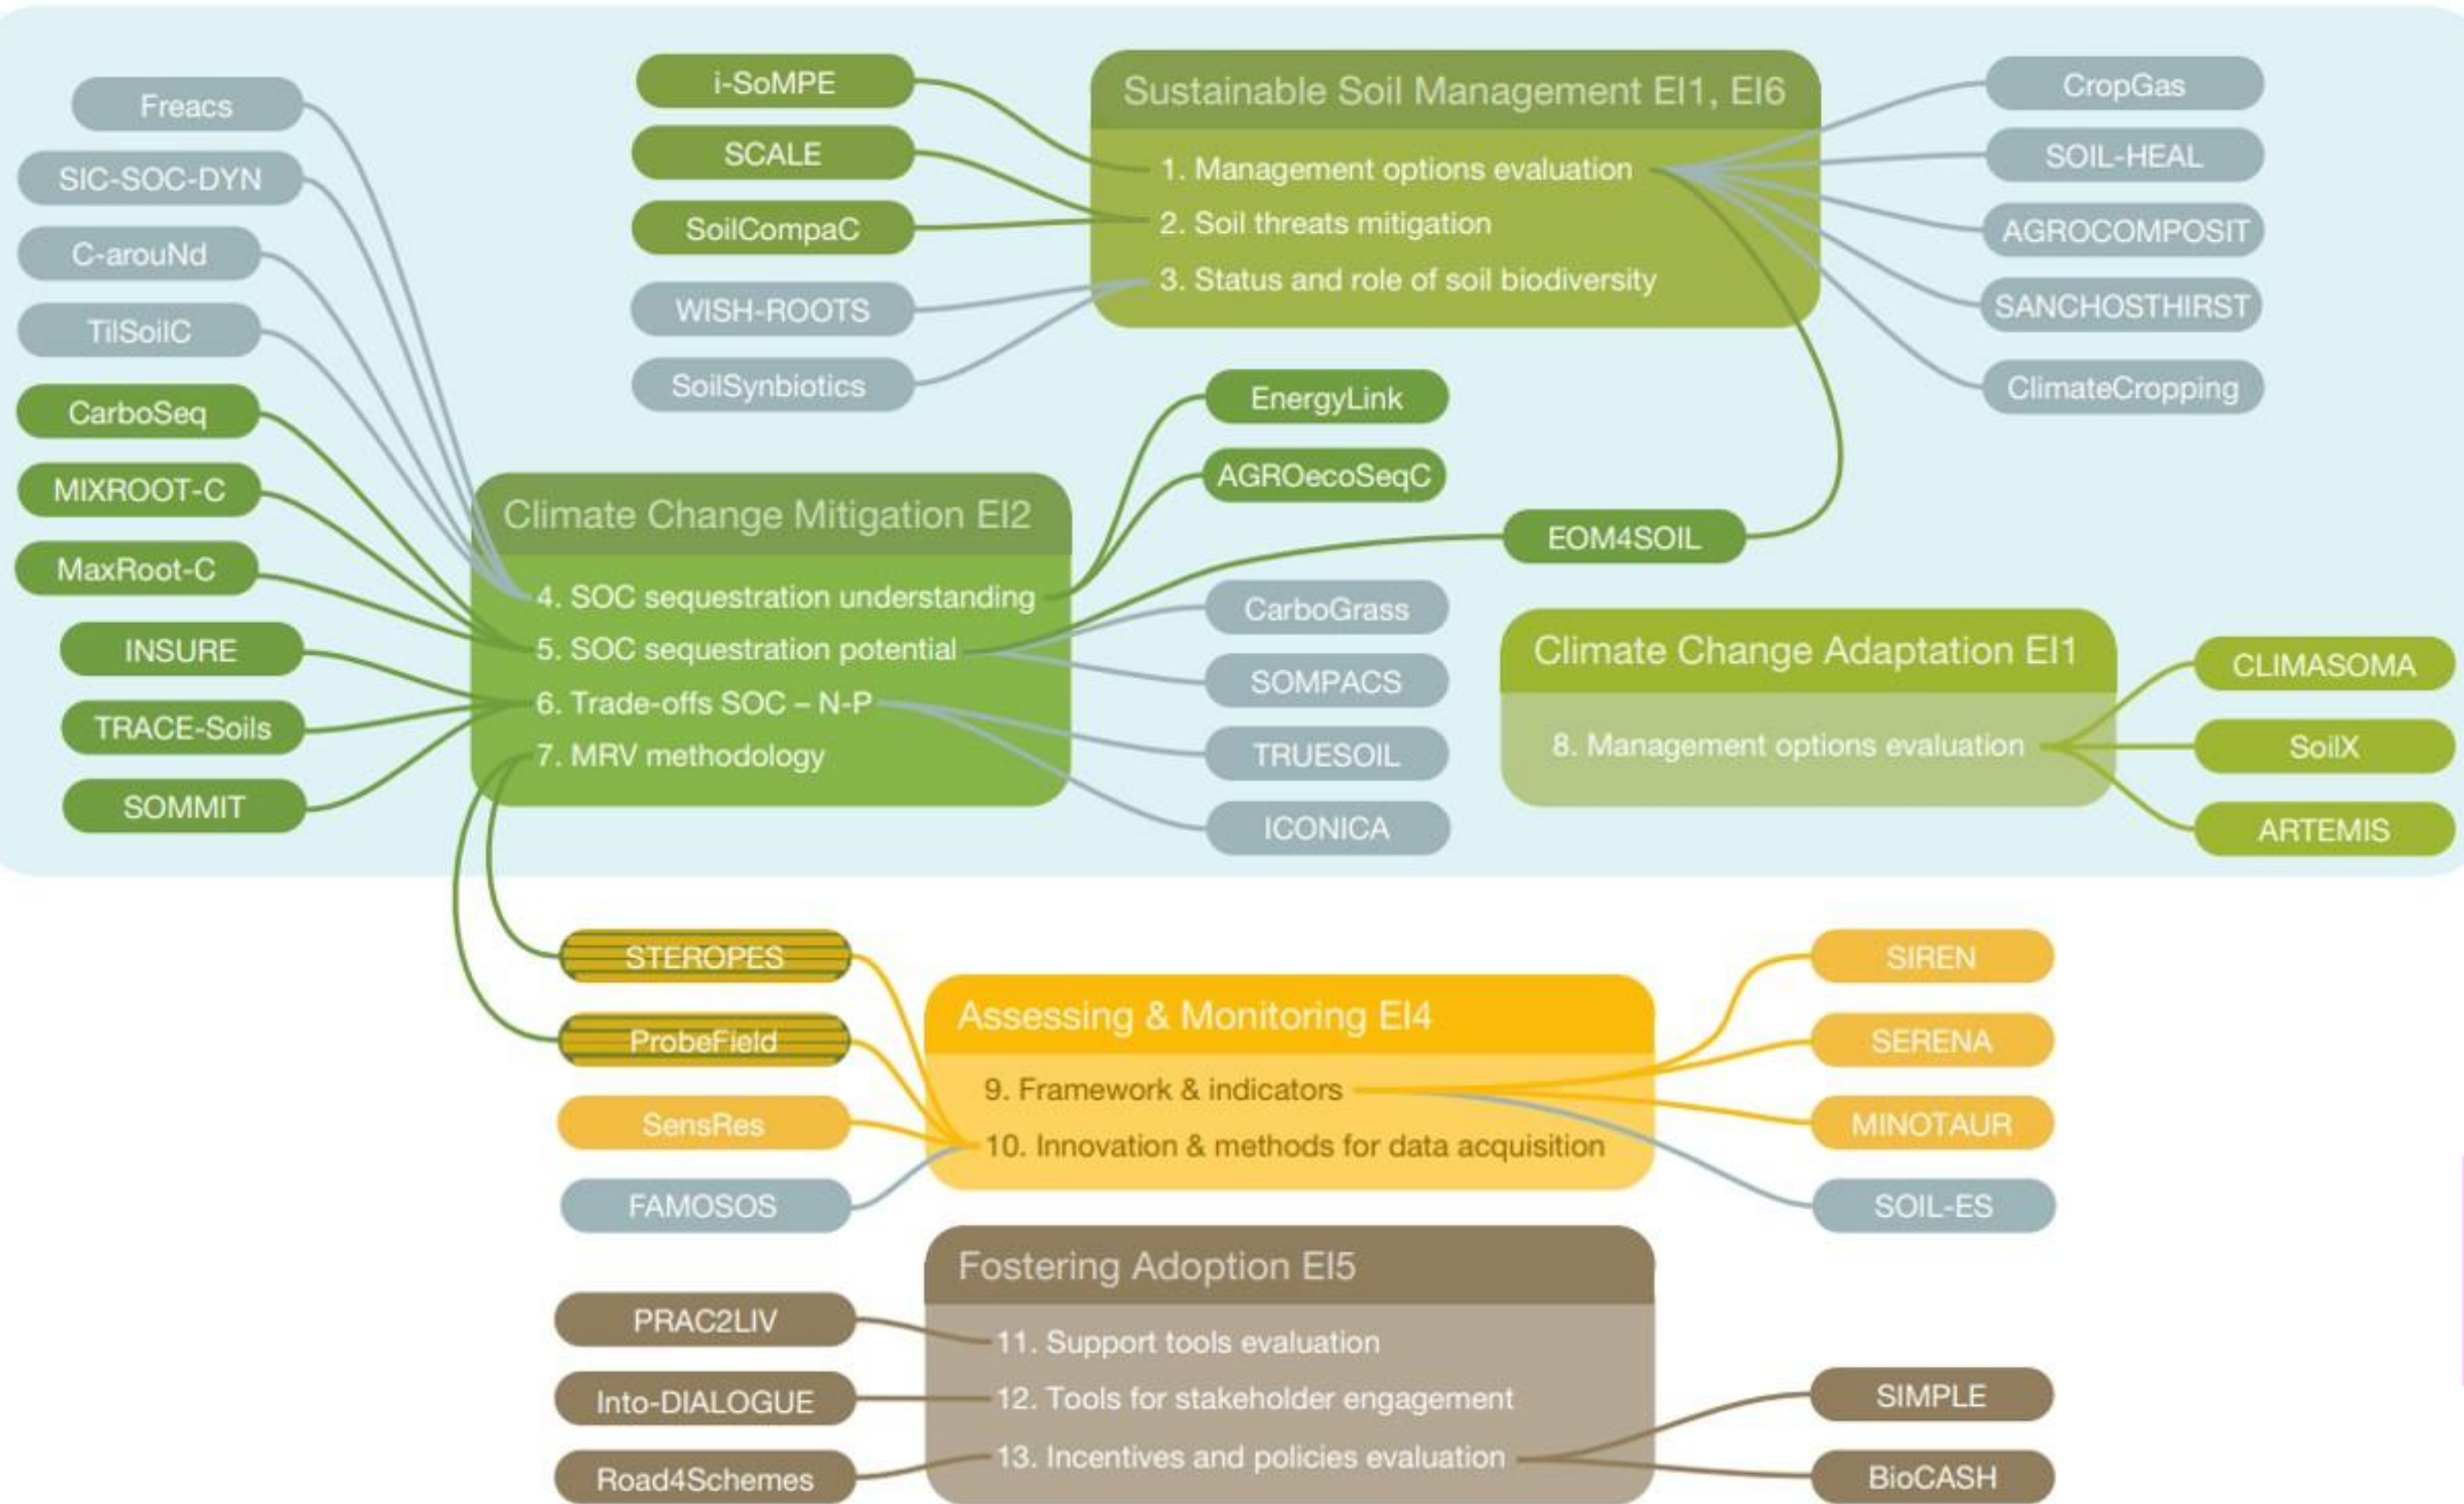 Freacs
SIC-SOC-DYN
C-arouNd
TilSoilC
CarboSeq
MIXROOT-C
MaxRoot-C
INSURE
TRACE-Soils
SOMMIT
i-SoMPE
SCALE
SoilCompaC
WISH-ROOTS
SoilSynbiotics
Sustainable Soil Management EI1, EI6
1. Management options evaluation
2. Soil threats mitigation
3. Status and role of soil biodiversity
CropGas
SOIL-HEAL
AGROCOMPOSIT
SANCHOSTHIRST
ClimateCropping
Climate Change Mitigation EI2
4. SOC sequestration understanding
5. SOC sequestration potential
6. Trade-offs SOC – N-P
7. MRV methodology
EnergyLink
AGROecoSeqC
EOM4SOIL
CarboGrass
SOMPACS
TRUESOIL
ICONICA
Climate Change Adaptation EI1
8. Management options evaluation
CLIMASOMA
SoilX
ARTEMIS
STEROPES
ProbeField
SensRes
FAMOSOS
Assessing & Monitoring EI4
9. Framework & indicators
10. Innovation & methods for data acquisition
SIREN
SERENA
MINOTAUR
SOIL-ES
PRAC2LIV
Into-DIALOGUE
Road4Schemes
Fostering Adoption EI5
11. Support tools evaluation
12. Tools for stakeholder engagement
13. Incentives and policies evaluation
SIMPLE
BioCASH